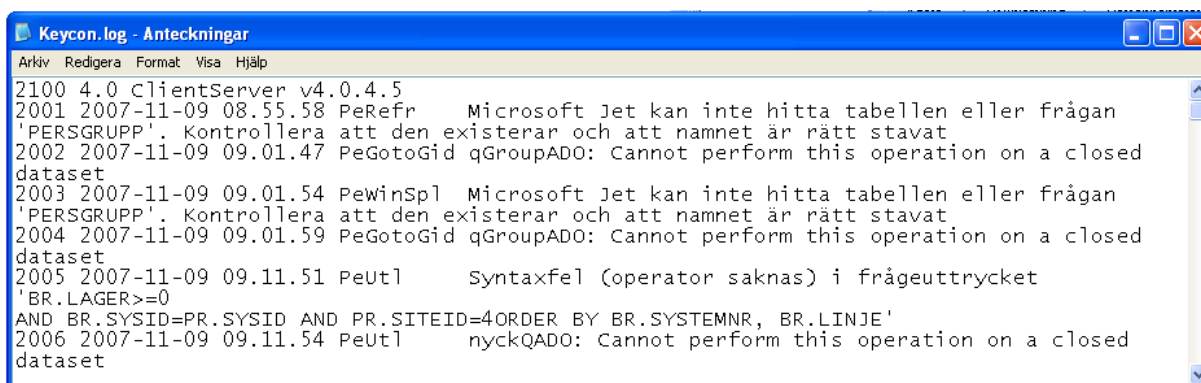 Keycon.log - Anteckningar
Arkiv Redigera Format Visa Hjälp
2100 4.0 ClientServer v4.0.4.5
2001 2007-11-09 08.55.58 PeRefr Microsoft Jet kan inte hitta tabellen eller frågan
'PERSGRUPP'. Kontrollera att den existerar och att namnet är rätt stavat
2002 2007-11-09 09.01.47 PeGotoGid qGroupADO: Cannot perform this operation on a closed
dataset
2003 2007-11-09 09.01.54 PeWinSpl Microsoft Jet kan inte hitta tabellen eller frågan
'PERSGRUPP'. Kontrollera att den existerar och att namnet är rätt stavat
2004 2007-11-09 09.01.59 PeGotoGid qGroupADO: Cannot perform this operation on a closed
dataset
2005 2007-11-09 09.11.51 PeUtl Syntaxfel (operator saknas) i frågeuttrycket
'BR.LAGER>=0
AND BR.SYSID=PR.SYSID AND PR.SITEID=4ORDER BY BR.SYSTEMNR, BR.LINJE'
2006 2007-11-09 09.11.54 PeUtl nyckQADO: Cannot perform this operation on a closed
dataset